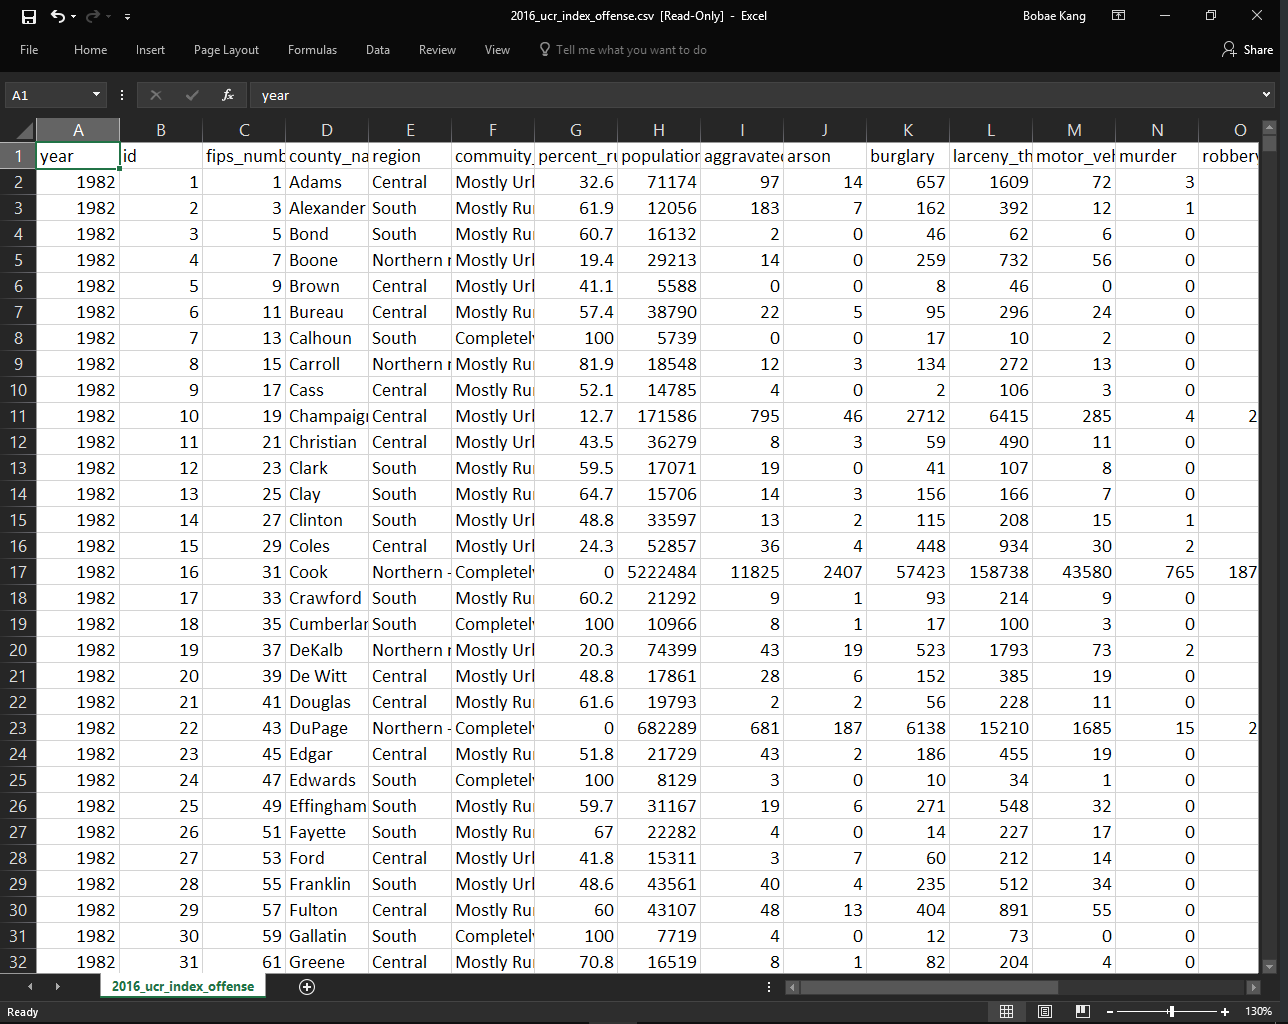 2016_ucr_index_offense.csv [Read-Only] - Excel Bobae Kang
File Home Insert Page Layout Formulas Data Review View Tell me what you want to do Share
A1 fx year
A B C D E F G H I J K L M N O
1 year id fips_numb county_na region commuity_ percent_ru population aggravated arson burglary larceny_th motor_veh murder robbery
2 1982 1 1 Adams Central Mostly Url 32.6 71174 97 14 657 1609 72 3
3 1982 2 3 Alexander South Mostly Rui 61.9 12056 183 7 162 392 12 1
4 1982 3 5 Bond South Mostly Rui 60.7 16132 2 0 46 62 6 0
5 1982 4 7 Boone Northern r Mostly Url 19.4 29213 14 0 259 732 56 0
6 1982 5 9 Brown Central Mostly Url 41.1 5588 0 0 8 46 0 0
7 1982 6 11 Bureau Central Mostly Rui 57.4 38790 22 5 95 296 24 0
8 1982 7 13 Calhoun South Completely 100 5739 0 0 17 10 2 0
9 1982 8 15 Carroll Northern r Mostly Rui 81.9 18548 12 3 134 272 13 0
10 1982 9 17 Cass Central Mostly Rui 52.1 14785 4 0 2 106 3 0
11 1982 10 19 Champaign Central Mostly Url 12.7 171586 795 46 2712 6415 285 4 2
12 1982 11 21 Christian Central Mostly Url 43.5 36279 8 3 59 490 11 0
13 1982 12 23 Clark South Mostly Rui 59.5 17071 19 0 41 107 8 0
14 1982 13 25 Clay South Mostly Rui 64.7 15706 14 3 156 166 7 0
15 1982 14 27 Clinton South Mostly Url 48.8 33597 13 2 115 208 15 1
16 1982 15 29 Coles Central Mostly Url 24.3 52857 36 4 448 934 30 2
17 1982 16 31 Cook Northern - Completely 0 5222484 11825 2407 57423 158738 43580 765 187
18 1982 17 33 Crawford South Mostly Rui 60.2 21292 9 1 93 214 9 0
19 1982 18 35 Cumberlar South Completely 100 10966 8 1 17 100 3 0
20 1982 19 37 DeKalb Northern r Mostly Url 20.3 74399 43 19 523 1793 73 2
21 1982 20 39 De Witt Central Mostly Url 48.8 17861 28 6 152 385 19 0
22 1982 21 41 Douglas Central Mostly Rui 61.6 19793 2 2 56 228 11 0
23 1982 22 43 DuPage Northern - Completely 0 682289 681 187 6138 15210 1685 15 2
24 1982 23 45 Edgar Central Mostly Rui 51.8 21729 43 2 186 455 19 0
25 1982 24 47 Edwards South Completely 100 8129 3 0 10 34 1 0
26 1982 25 49 Effingham South Mostly Rui 59.7 31167 19 6 271 548 32 0
27 1982 26 51 Fayette South Mostly Rui 67 22282 4 0 14 227 17 0
28 1982 27 53 Ford Central Mostly Url 41.8 15311 3 7 60 212 14 0
29 1982 28 55 Franklin South Mostly Url 48.6 43561 40 4 235 512 34 0
30 1982 29 57 Fulton Central Mostly Rui 60 43107 48 13 404 891 55 0
31 1982 30 59 Gallatin South Completely 100 7719 4 0 12 73 0 0
32 1982 31 61 Greene Central Mostly Rui 70.8 16519 8 1 82 204 4 0
2016_ucr_index_offense
Ready 130%